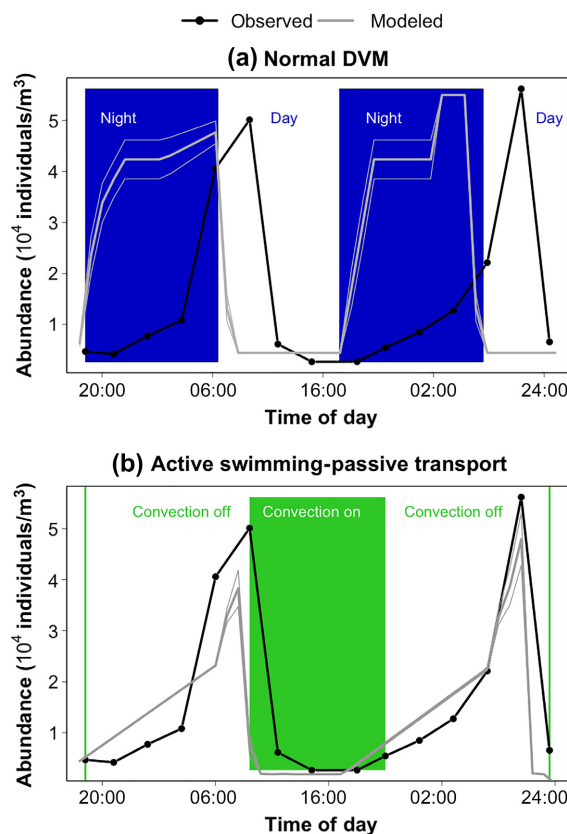 Observed Modeled
(a) Normal DVM
Night Day Night Day
Abundance (10⁴ individuals/m³)
5
4
3
2
1
20:00 06:00 16:00 02:00 24:00
Time of day
(b) Active swimming-passive transport
Convection off Convection on Convection off
Abundance (10⁴ individuals/m³)
5
4
3
2
1
20:00 06:00 16:00 02:00 24:00
Time of day